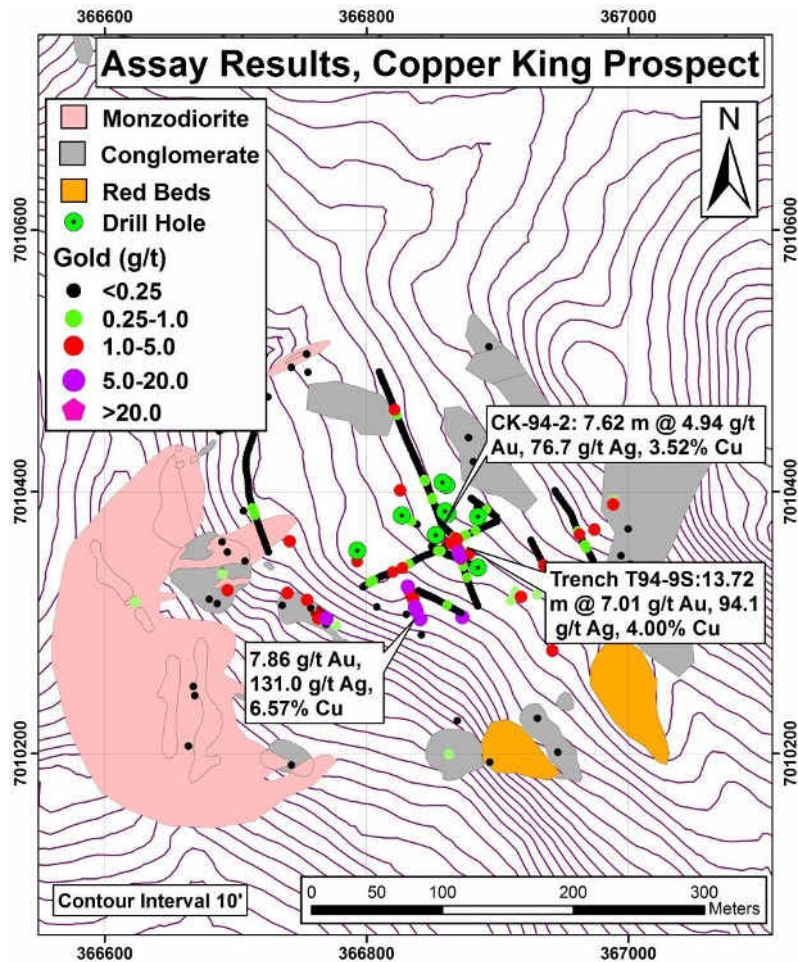 366600 366800 367000
Assay Results, Copper King Prospect
Monzodiorite
Conglomerate
Red Beds
Drill Hole
Gold (g/t)
<0.25
0.25-1.0
1.0-5.0
5.0-20.0
>20.0
N
7010600 7010600
CK-94-2: 7.62 m @ 4.94 g/t
Au, 76.7 g/t Ag, 3.52% Cu
7010400 7010400
Trench T94-9S:13.72
m @ 7.01 g/t Au, 94.1
g/t Ag, 4.00% Cu
7.86 g/t Au,
131.0 g/t Ag,
6.57% Cu
7010200 7010200
Contour Interval 10'
0 50 100 200 300
Meters
366600 366800 367000